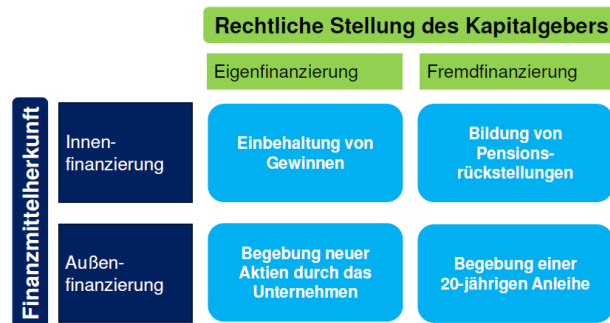 Rechtliche Stellung des Kapitalgebers
Eigenfinanzierung
Fremdfinanzierung
Finanzmittelherkunft
Innen-
finanzierung
Einbehaltung von
Gewinnen
Bildung von
Pensions-
rückstellungen
Außen-
finanzierung
Begebung neuer
Aktien durch das
Unternehmen
Begebung einer
20-jährigen Anleihe